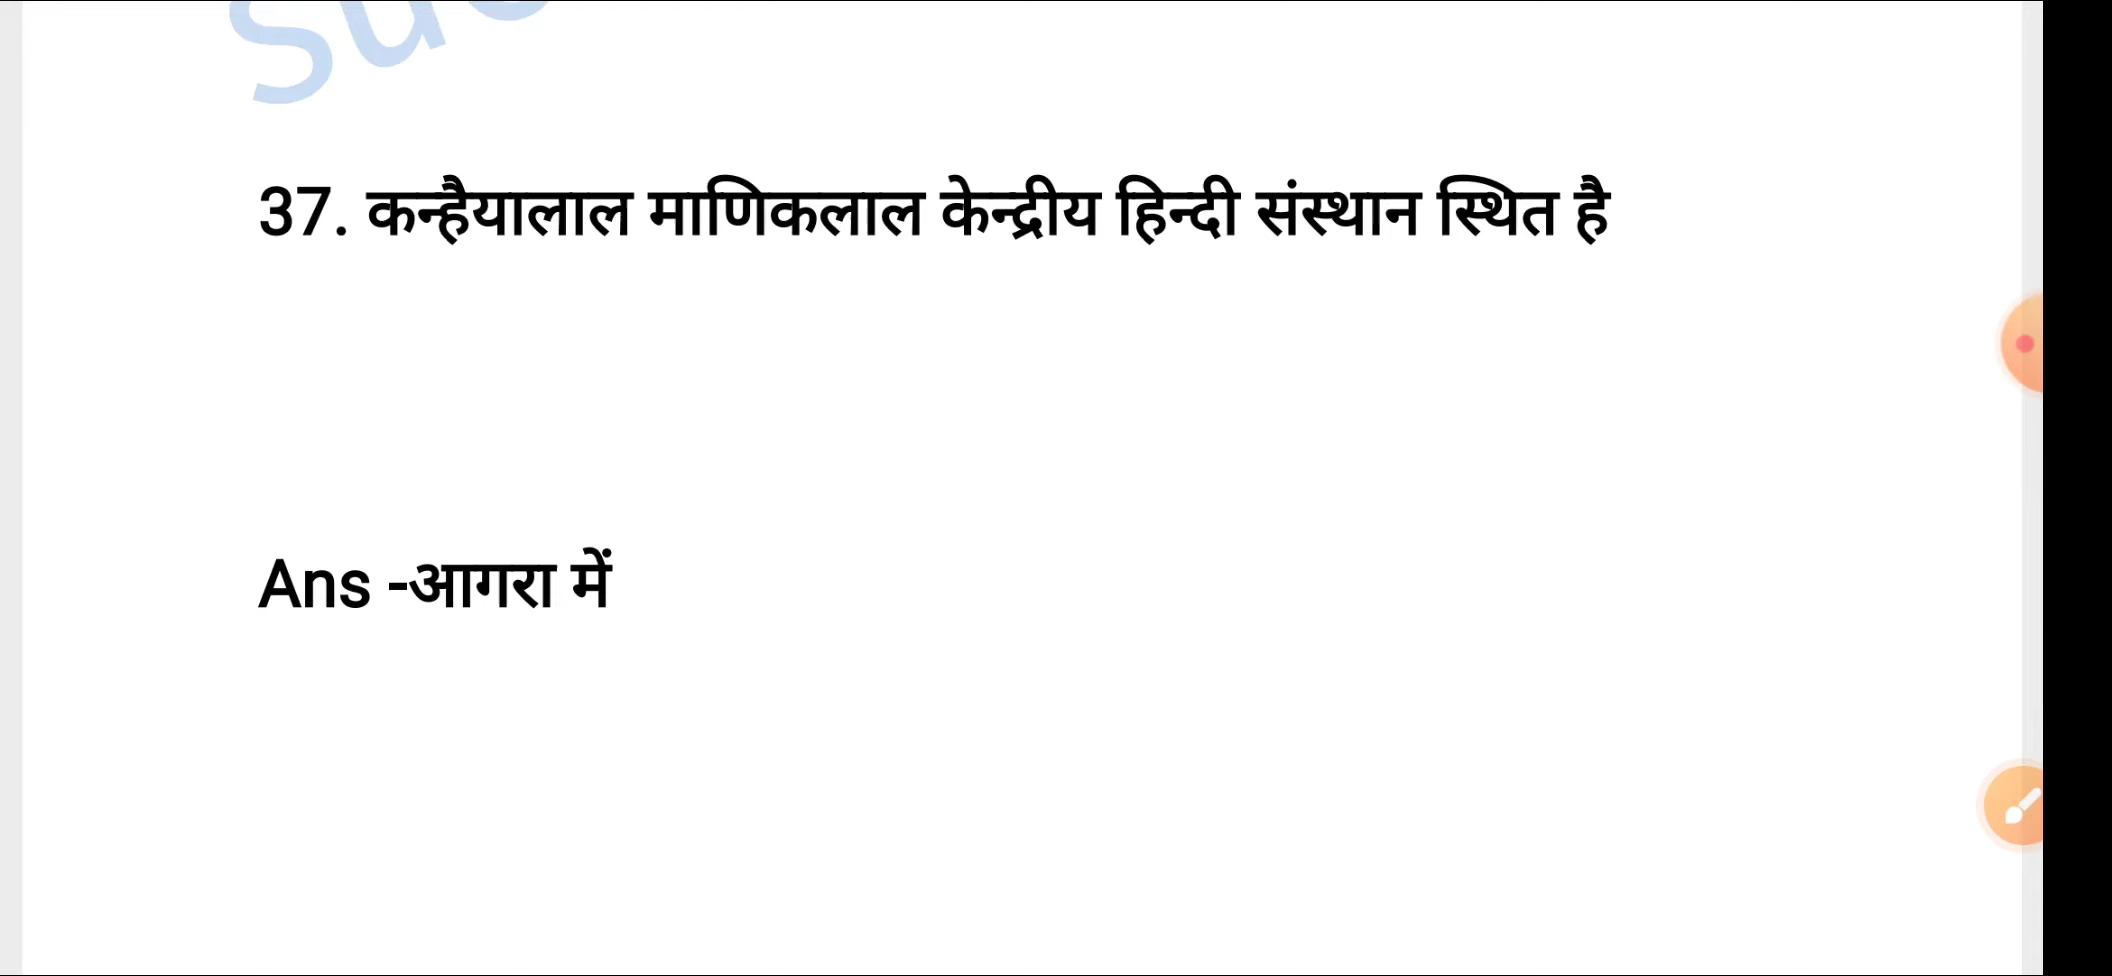 37. कन्हैयालाल माणिकलाल केन्द्रीय हिन्दी संस्थान स्थित है
Ans -आगरा में